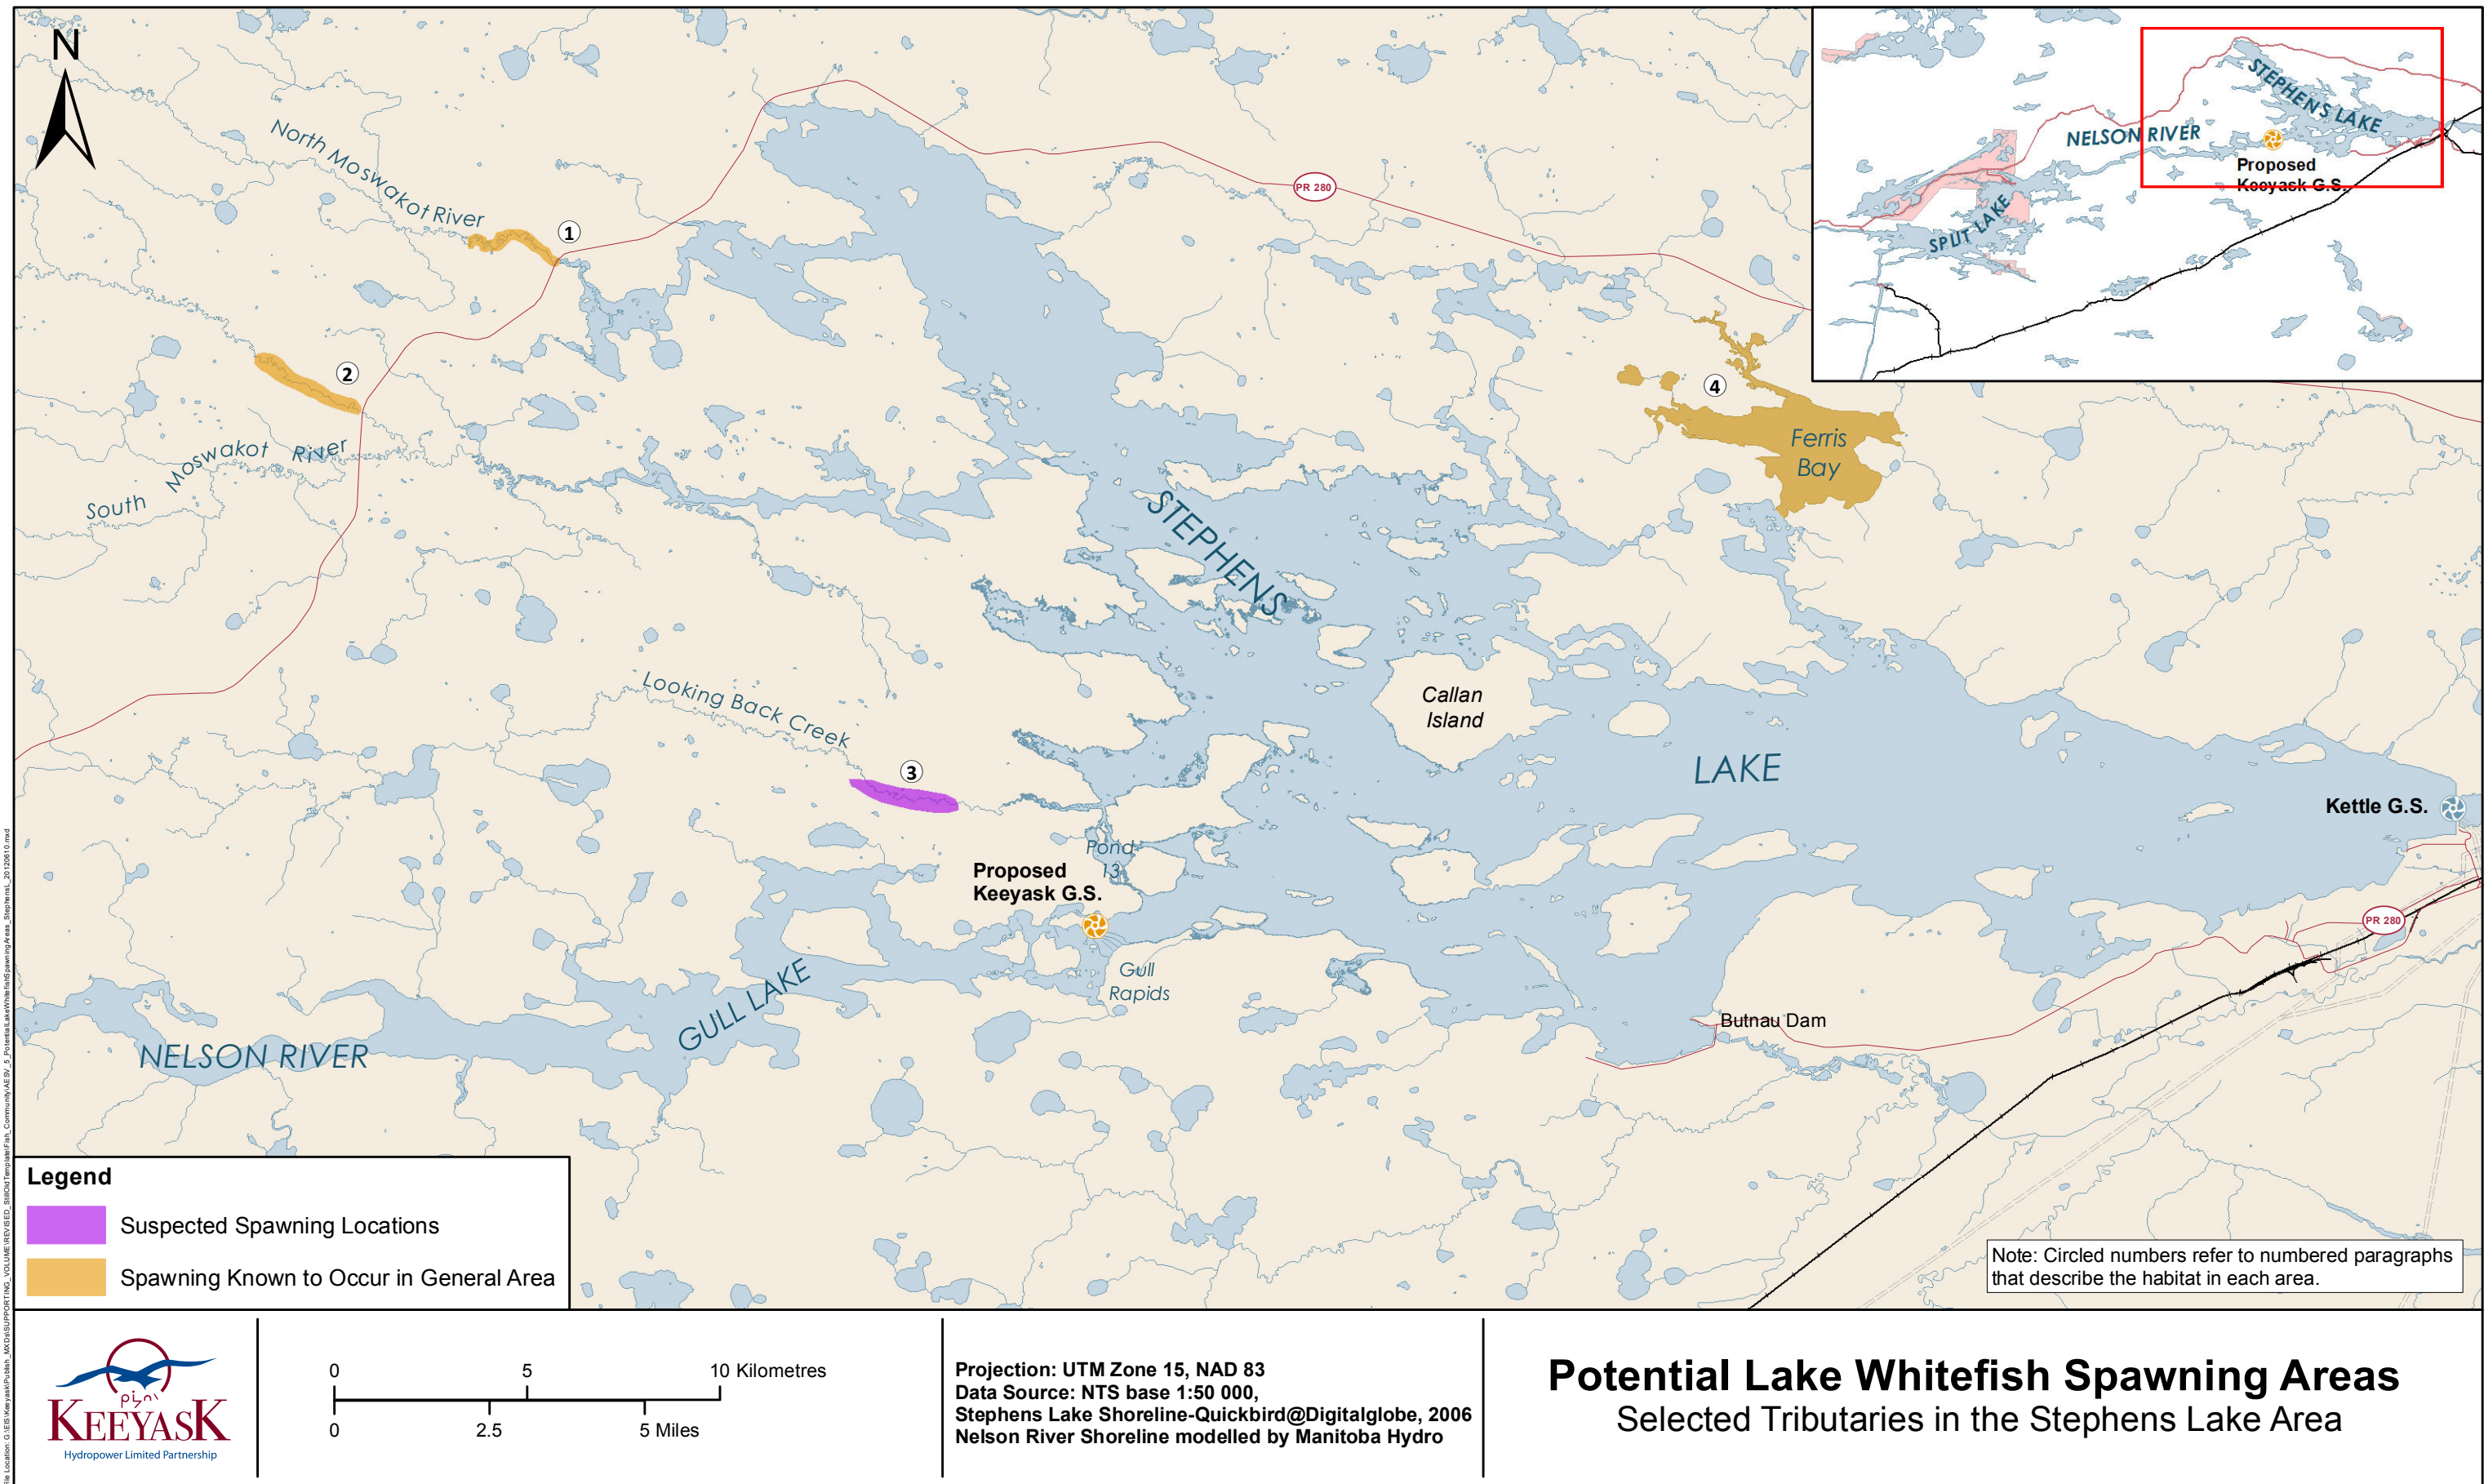 N
North Moswakot River
1
2
South Moswakot River
PR 280
STEPHENS LAKE
NELSON RIVER
Proposed
Keeyask G.S.
SPLIT LAKE
4
Ferris
Bay
STEPHENS
Callan
Island
LAKE
Looking Back Creek
3
Pond
13
Proposed
Keeyask G.S.
Kettle G.S.
PR 280
Gull
Rapids
GULL LAKE
NELSON RIVER
Butnau Dam
Legend
Suspected Spawning Locations
Spawning Known to Occur in General Area
Note: Circled numbers refer to numbered paragraphs
that describe the habitat in each area.
KEEYASK
Hydropower Limited Partnership
0 5 10 Kilometres
0 2.5 5 Miles
Projection: UTM Zone 15, NAD 83
Data Source: NTS base 1:50 000,
Stephens Lake Shoreline-Quickbird@Digitalglobe, 2006
Nelson River Shoreline modelled by Manitoba Hydro
Potential Lake Whitefish Spawning Areas
Selected Tributaries in the Stephens Lake Area